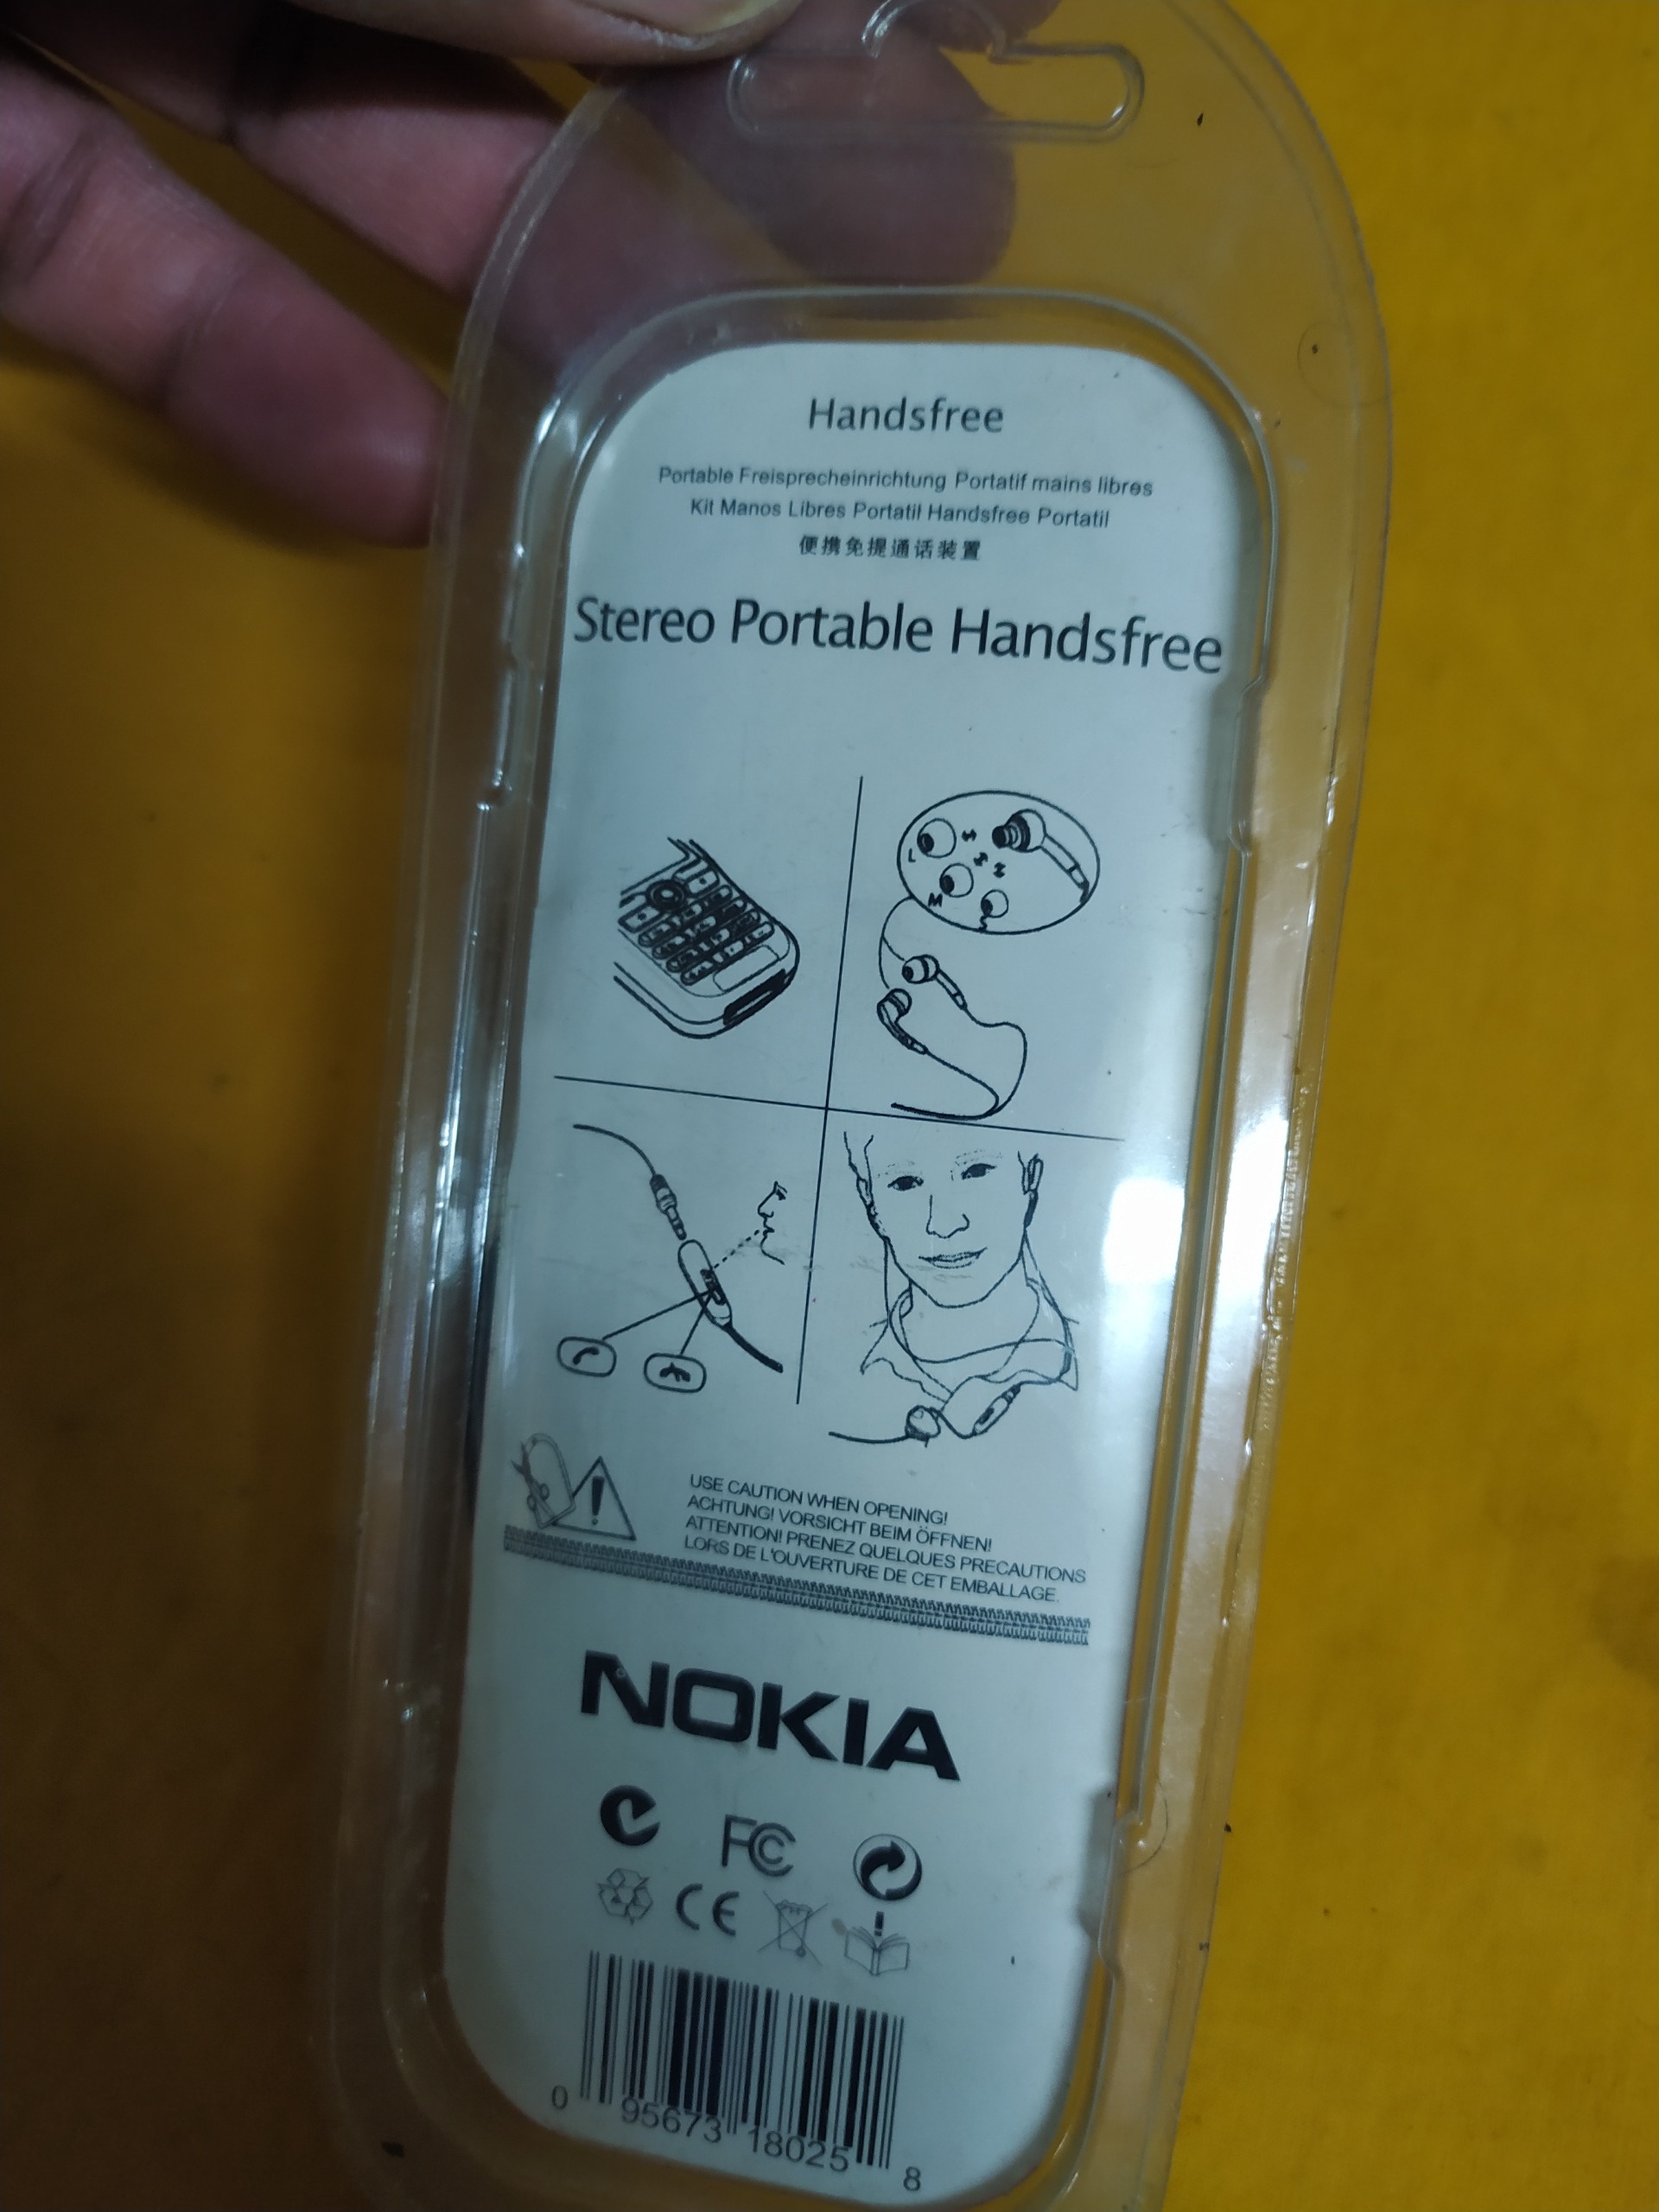 Handsfree
Portable Freisprecheinrichtung Portatif mains libres
Kit Manos Libres Portatil Handsfree Portatil
便携免提通话装置
Stereo Portable Handsfree
L
M
USE CAUTION WHEN OPENING!
ACHTUNG! VORSICHT BEIM ÖFFNEN!
ATTENTION! PRENEZ QUELQUES PRECAUTIONS
LORS DE L'OUVERTURE DE CET EMBALLAGE.
NOKIA
FC
CE
0 95673 18025 8